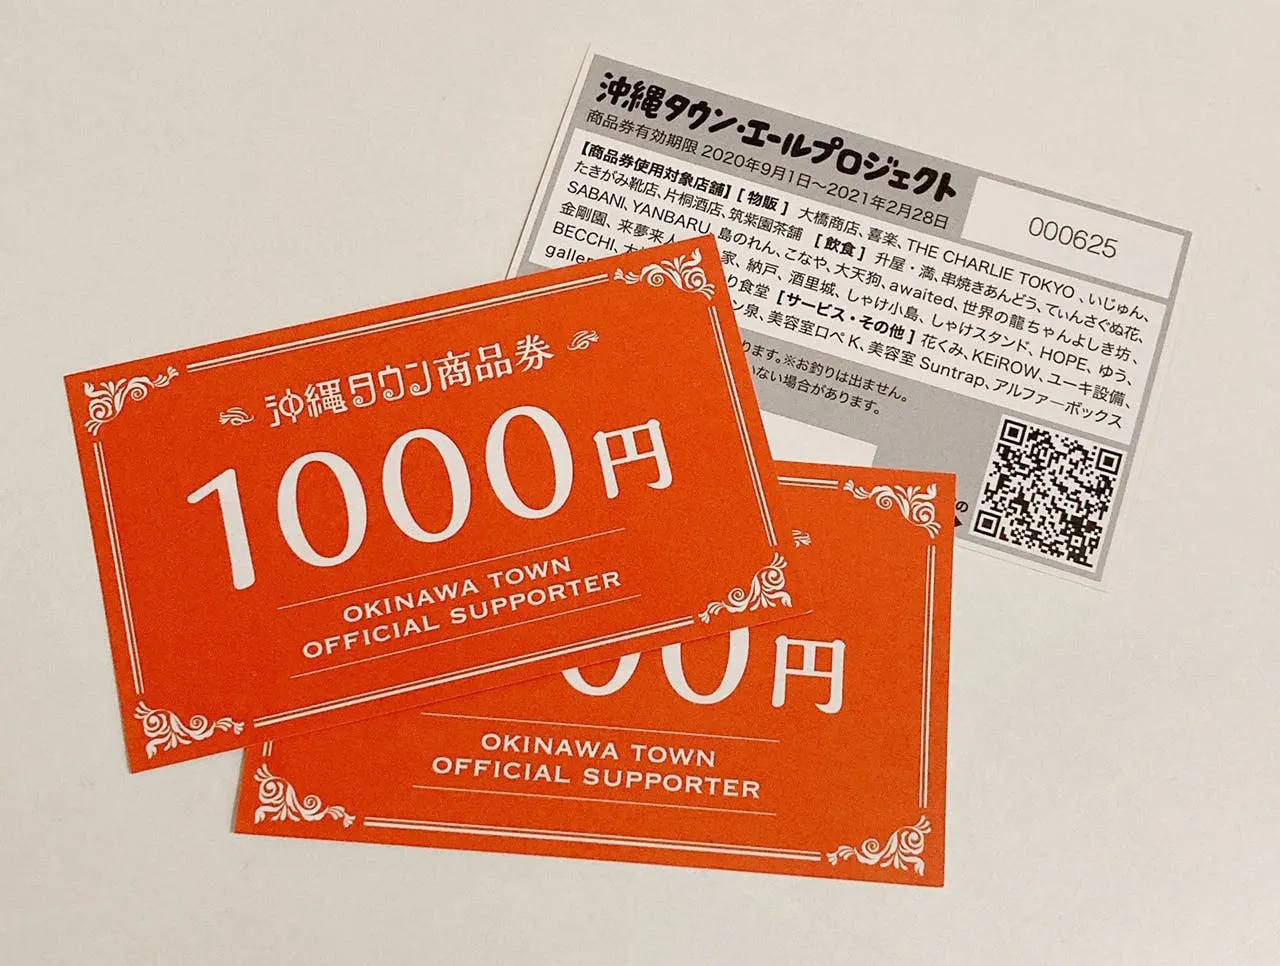 沖縄タウン・エールプロジェクト
商品券有効期限 2020年9月1日〜2021年2月28日
000625
【商品券使用対象店舗】[ 物販 ] 大橋商店、喜楽、THE CHARLIE TOKYO 、いじゅん、
たきがみ靴店、片桐酒店、筑紫園茶舗 [ 飲食 ] 升屋・満、串焼きあんどう、てぃんさぐぬ花、
SABANI、YANBARU、島のれん、こなや、大天狗、awaited、世界の龍ちゃんよしき坊、
金剛園、来夢来人 家、納戸、酒里城、しゃけ小島、しゃけスタンド、HOPE、ゆう、
BECCHI、 り食堂 [ サービス・その他 ] 花くみ、KEiROW、ユーキ設備、
galler ン泉、美容室ロペK、美容室 Suntrap、アルファーボックス
ります。※お釣りは出ません。
いない場合があります。
の
沖縄タウン商品券
1000円
OKINAWA TOWN
OFFICIAL SUPPORTER
00円
OKINAWA TOWN
OFFICIAL SUPPORTER